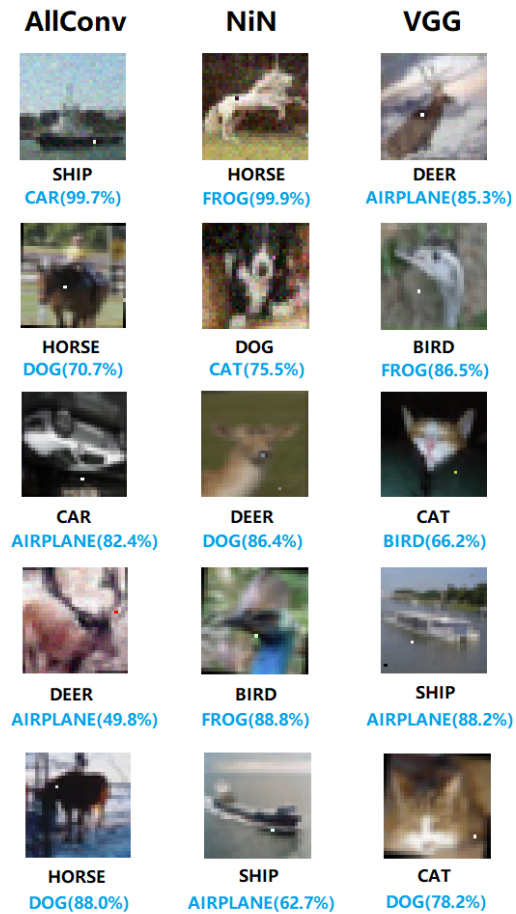 AllConv NiN VGG
SHIP HORSE DEER
CAR(99.7%) FROG(99.9%) AIRPLANE(85.3%)
HORSE DOG BIRD
DOG(70.7%) CAT(75.5%) FROG(86.5%)
CAR DEER CAT
AIRPLANE(82.4%) DOG(86.4%) BIRD(66.2%)
DEER BIRD SHIP
AIRPLANE(49.8%) FROG(88.8%) AIRPLANE(88.2%)
HORSE SHIP CAT
DOG(88.0%) AIRPLANE(62.7%) DOG(78.2%)